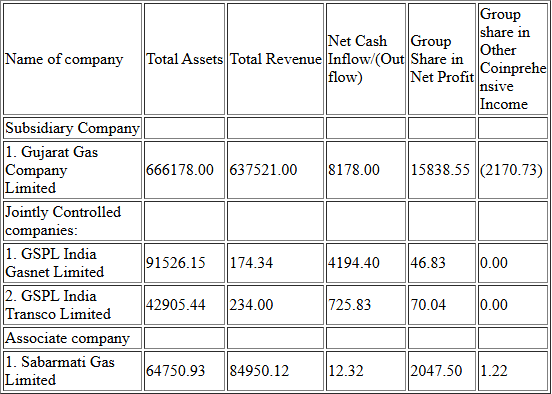 Name of company Total Assets Total Revenue Net Cash Inflow/(Out flow) Group Share in Net Profit Group share in Other Coinprehe nsive Income
Subsidiary Company
1. Gujarat Gas Company Limited 666178.00 637521.00 8178.00 15838.55 (2170.73)
Jointly Controlled companies:
1. GSPL India Gasnet Limited 91526.15 174.34 4194.40 46.83 0.00
2. GSPL India Transco Limited 42905.44 234.00 725.83 70.04 0.00
Associate company
1. Sabarmati Gas Limited 64750.93 84950.12 12.32 2047.50 1.22